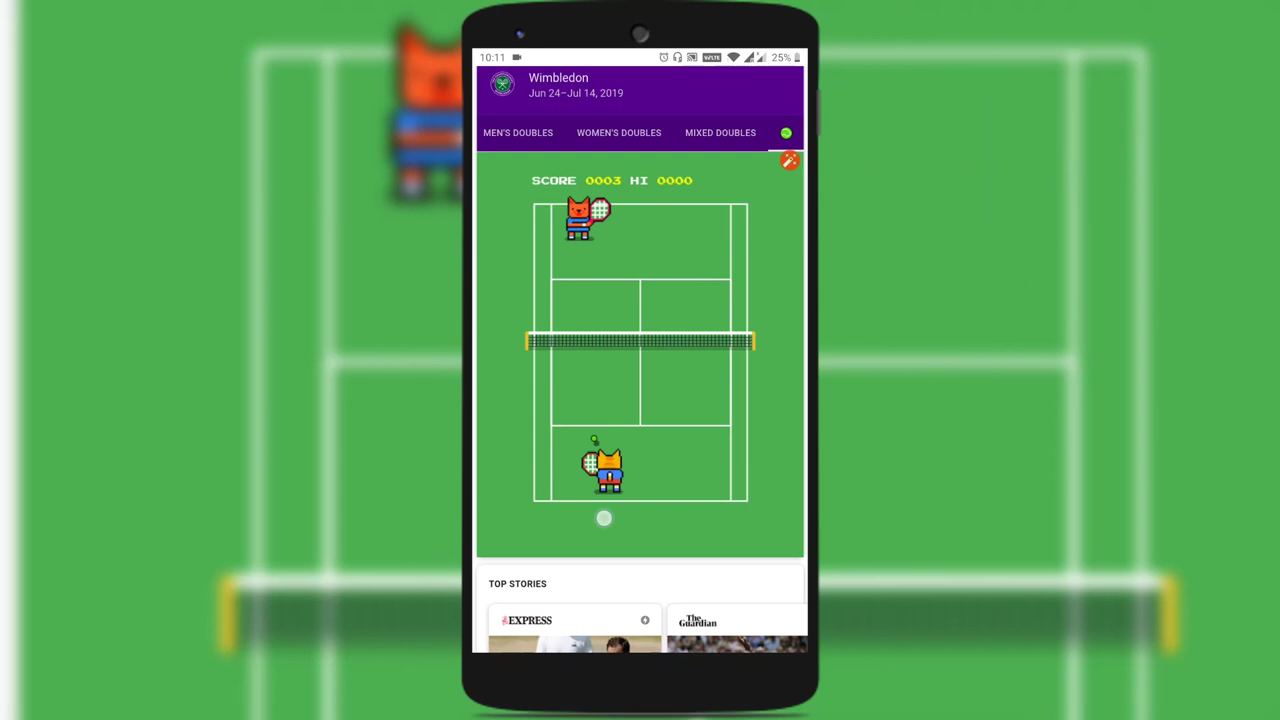 10:11 VoLTE 25%
Wimbledon
Jun 24–Jul 14, 2019
MEN'S DOUBLES WOMEN'S DOUBLES MIXED DOUBLES
SCORE 0003 HI 0000
TOP STORIES
EXPRESS The Guardian